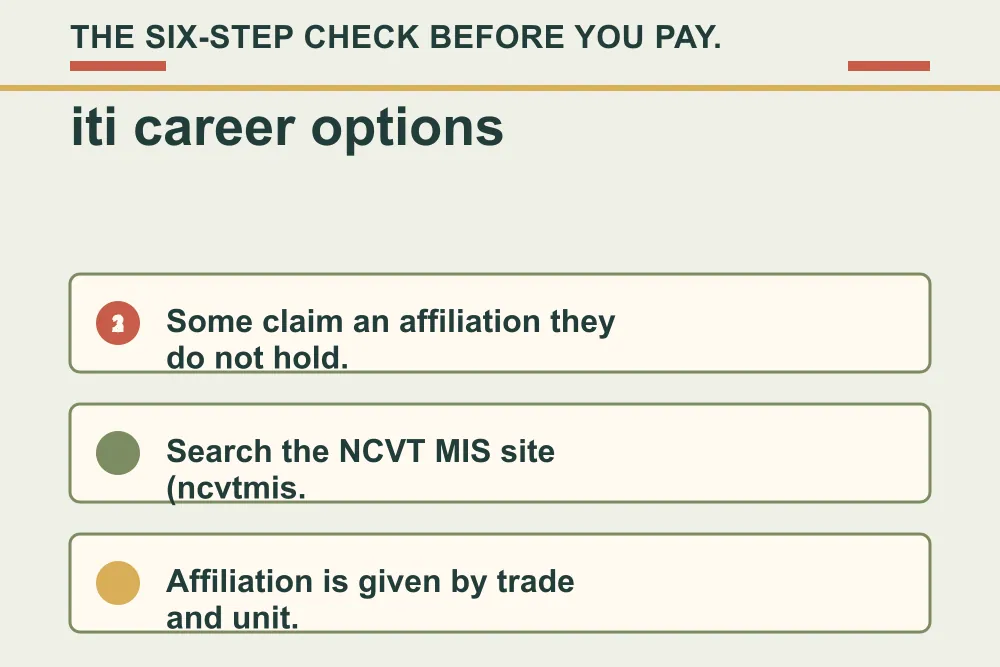 THE SIX-STEP CHECK BEFORE YOU PAY.
iti career options
Some claim an affiliation they
do not hold.
Search the NCVT MIS site
(ncvtmis.
Affiliation is given by trade
and unit.